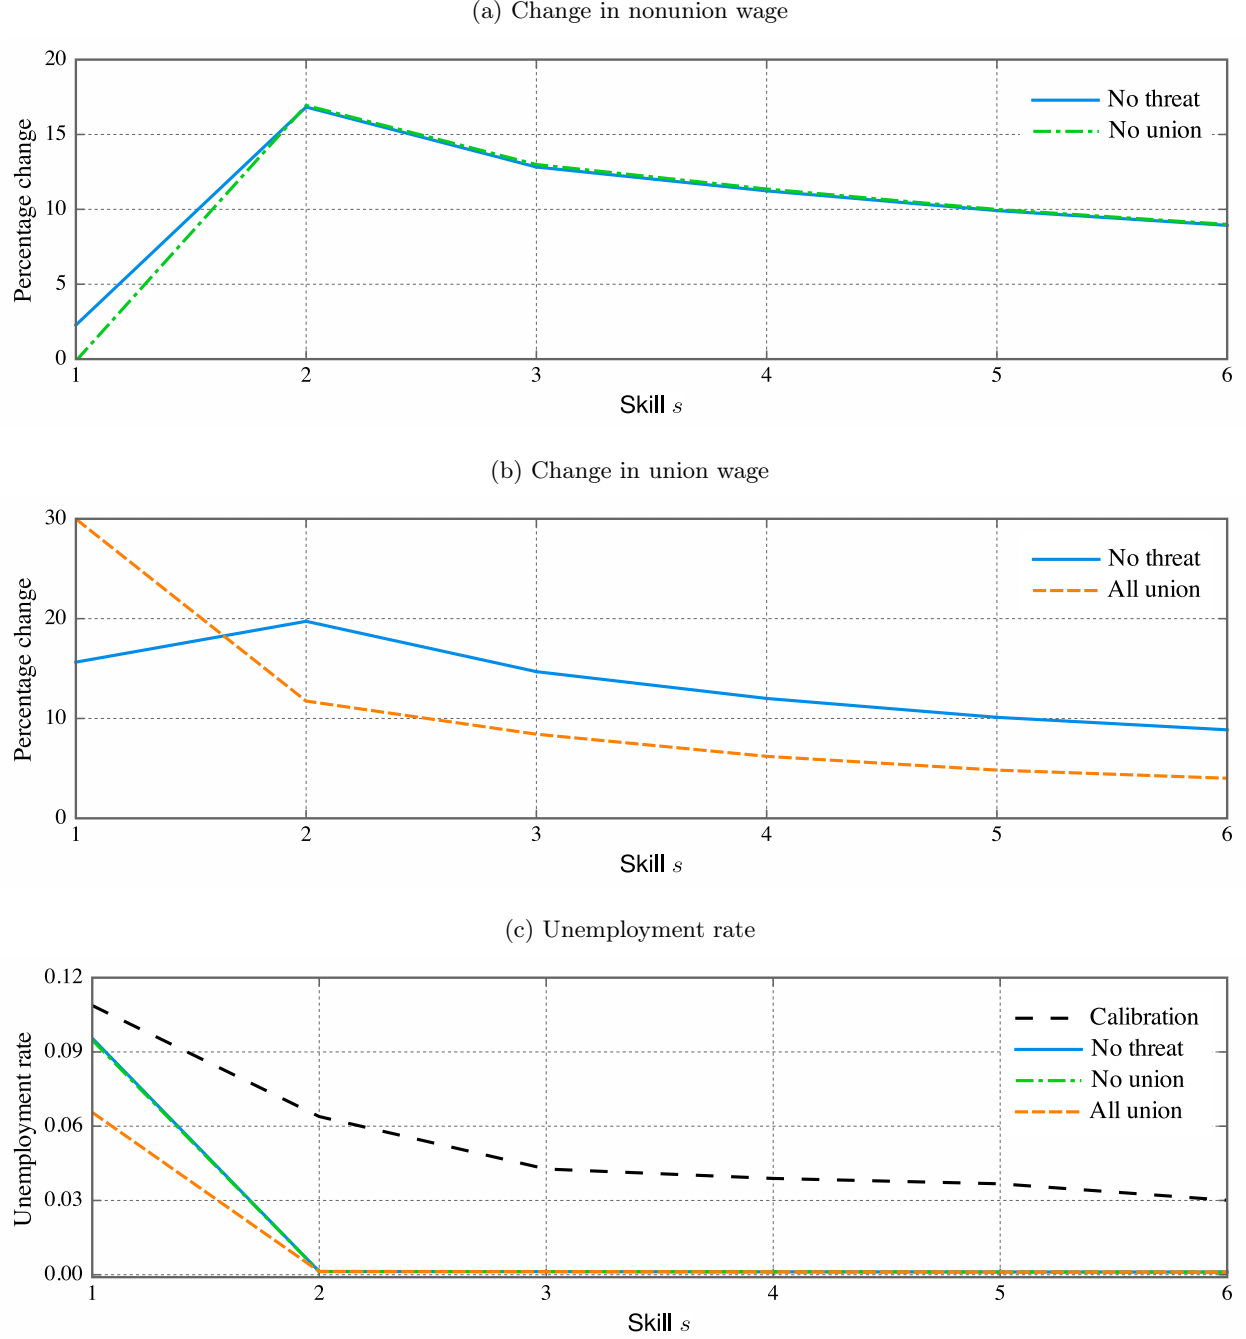 (a) Change in nonunion wage
20
15
10
5
0
Percentage change
No threat
No union
1 2 3 4 5 6
Skill s
(b) Change in union wage
30
20
10
0
Percentage change
No threat
All union
1 2 3 4 5 6
Skill s
(c) Unemployment rate
0.12
0.09
0.06
0.03
0.00
Unemployment rate
Calibration
No threat
No union
All union
1 2 3 4 5 6
Skill s